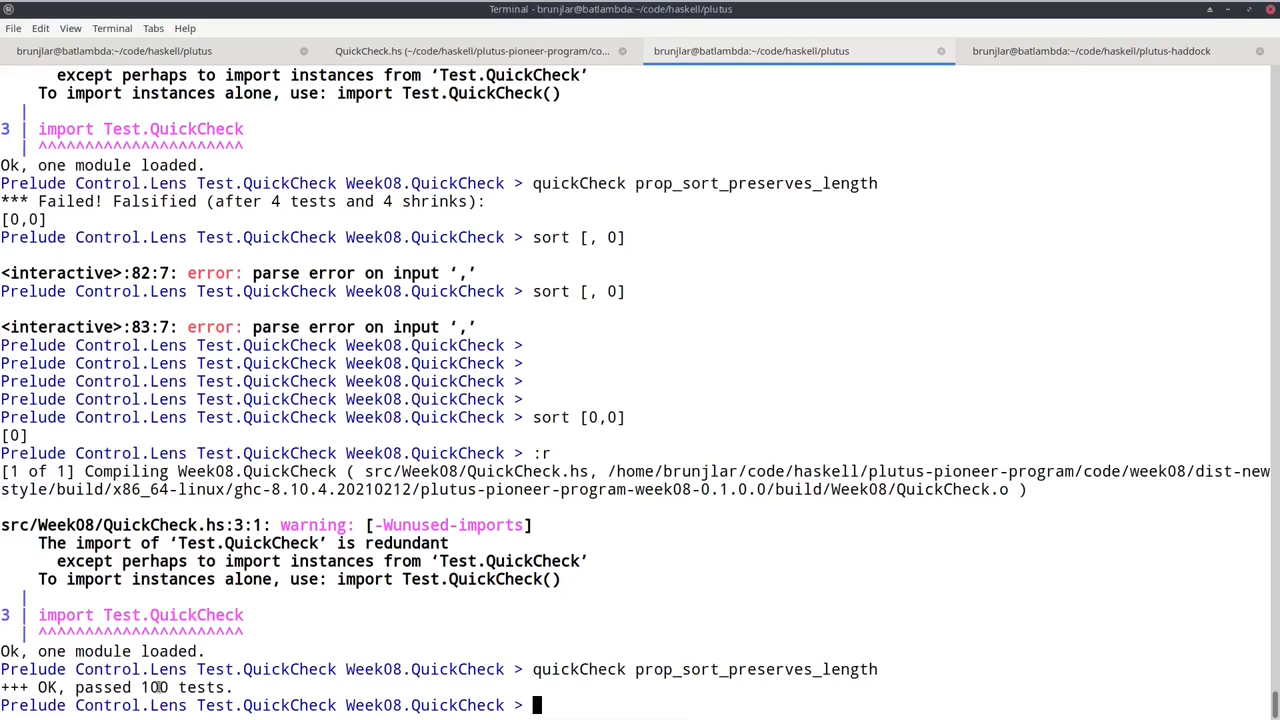 Terminal - brunjlar@batlambda:~/code/haskell/plutus
File Edit View Terminal Tabs Help
brunjlar@batlambda:~/code/haskell/plutus QuickCheck.hs (~/code/haskell/plutus-pioneer-program/co... brunjlar@batlambda:~/code/haskell/plutus brunjlar@batlambda:~/code/haskell/plutus-haddock
except perhaps to import instances from ‘Test.QuickCheck’
To import instances alone, use: import Test.QuickCheck()
|
3 | import Test.QuickCheck
| ^^^^^^^^^^^^^^^^^^^^^^
Ok, one module loaded.
Prelude Control.Lens Test.QuickCheck Week08.QuickCheck > quickCheck prop_sort_preserves_length
*** Failed! Falsified (after 4 tests and 4 shrinks):
[0,0]
Prelude Control.Lens Test.QuickCheck Week08.QuickCheck > sort [, 0]
<interactive>:82:7: error: parse error on input ‘,’
Prelude Control.Lens Test.QuickCheck Week08.QuickCheck > sort [, 0]
<interactive>:83:7: error: parse error on input ‘,’
Prelude Control.Lens Test.QuickCheck Week08.QuickCheck >
Prelude Control.Lens Test.QuickCheck Week08.QuickCheck >
Prelude Control.Lens Test.QuickCheck Week08.QuickCheck >
Prelude Control.Lens Test.QuickCheck Week08.QuickCheck >
Prelude Control.Lens Test.QuickCheck Week08.QuickCheck > sort [0,0]
[0]
Prelude Control.Lens Test.QuickCheck Week08.QuickCheck > :r
[1 of 1] Compiling Week08.QuickCheck ( src/Week08/QuickCheck.hs, /home/brunjlar/code/haskell/plutus-pioneer-program/code/week08/dist-new
style/build/x86_64-linux/ghc-8.10.4.20210212/plutus-pioneer-program-week08-0.1.0.0/build/Week08/QuickCheck.o )
src/Week08/QuickCheck.hs:3:1: warning: [-Wunused-imports]
The import of ‘Test.QuickCheck’ is redundant
except perhaps to import instances from ‘Test.QuickCheck’
To import instances alone, use: import Test.QuickCheck()
|
3 | import Test.QuickCheck
| ^^^^^^^^^^^^^^^^^^^^^^
Ok, one module loaded.
Prelude Control.Lens Test.QuickCheck Week08.QuickCheck > quickCheck prop_sort_preserves_length
+++ OK, passed 100 tests.
Prelude Control.Lens Test.QuickCheck Week08.QuickCheck >